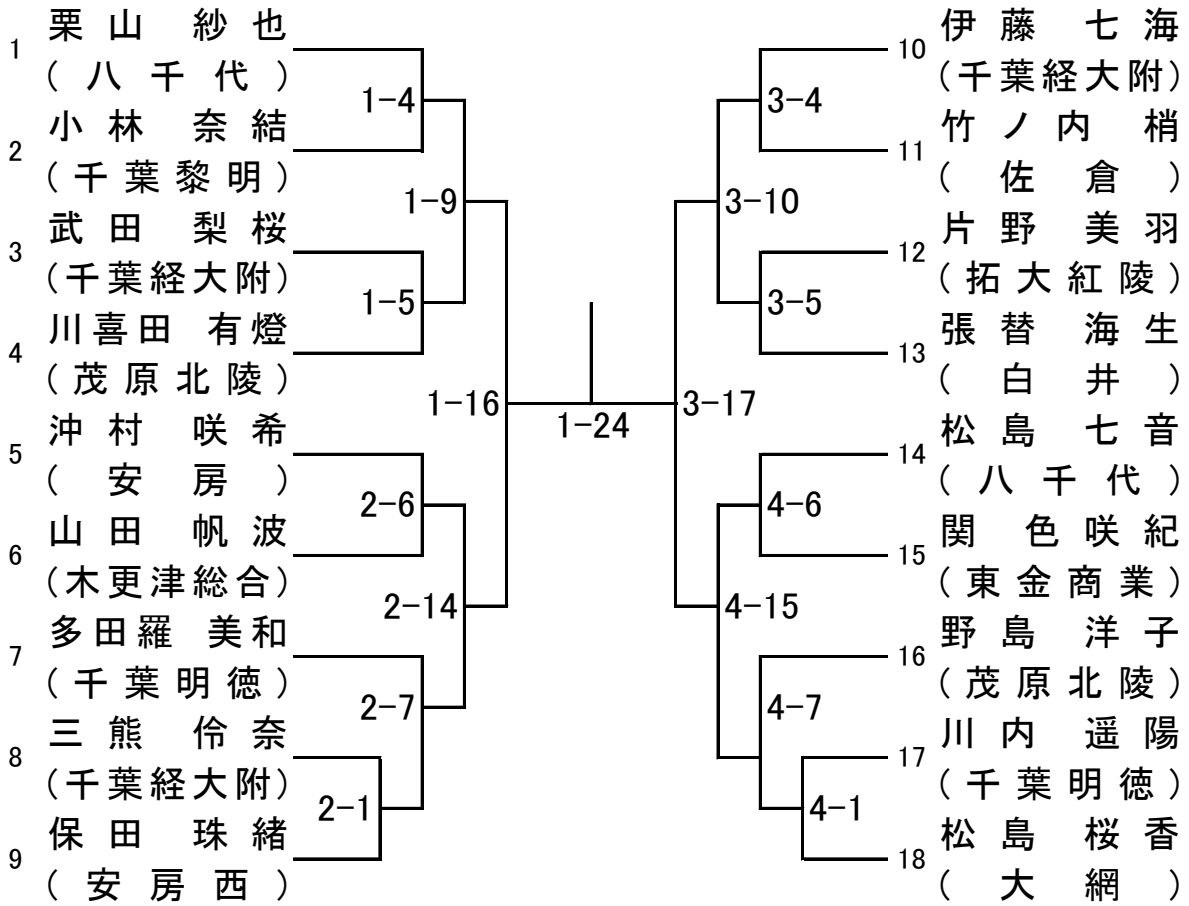 1 栗山 紗也
(八千代)
2 小林 奈結
(千葉黎明)
3 武田 梨桜
(千葉経大附)
4 川喜田 有燈
(茂原北陵)
5 沖村 咲希
(安房)
6 山田 帆波
(木更津総合)
7 多田羅 美和
(千葉明徳)
8 三熊 伶奈
(千葉経大附)
9 保田 珠緒
(安房西)
1-4
1-5
2-6
2-7
2-1
1-9
2-14
1-16
1-24
3-17
3-10
4-15
3-4
3-5
4-6
4-7
4-1
10 伊藤 七海
(千葉経大附)
11 竹ノ内 梢
(佐倉)
12 片野 美羽
(拓大紅陵)
13 張替 海生
(白井)
14 松島 七音
(八千代)
15 関 色咲紀
(東金商業)
16 野島 洋子
(茂原北陵)
17 川内 遥陽
(千葉明徳)
18 松島 桜香
(大網)